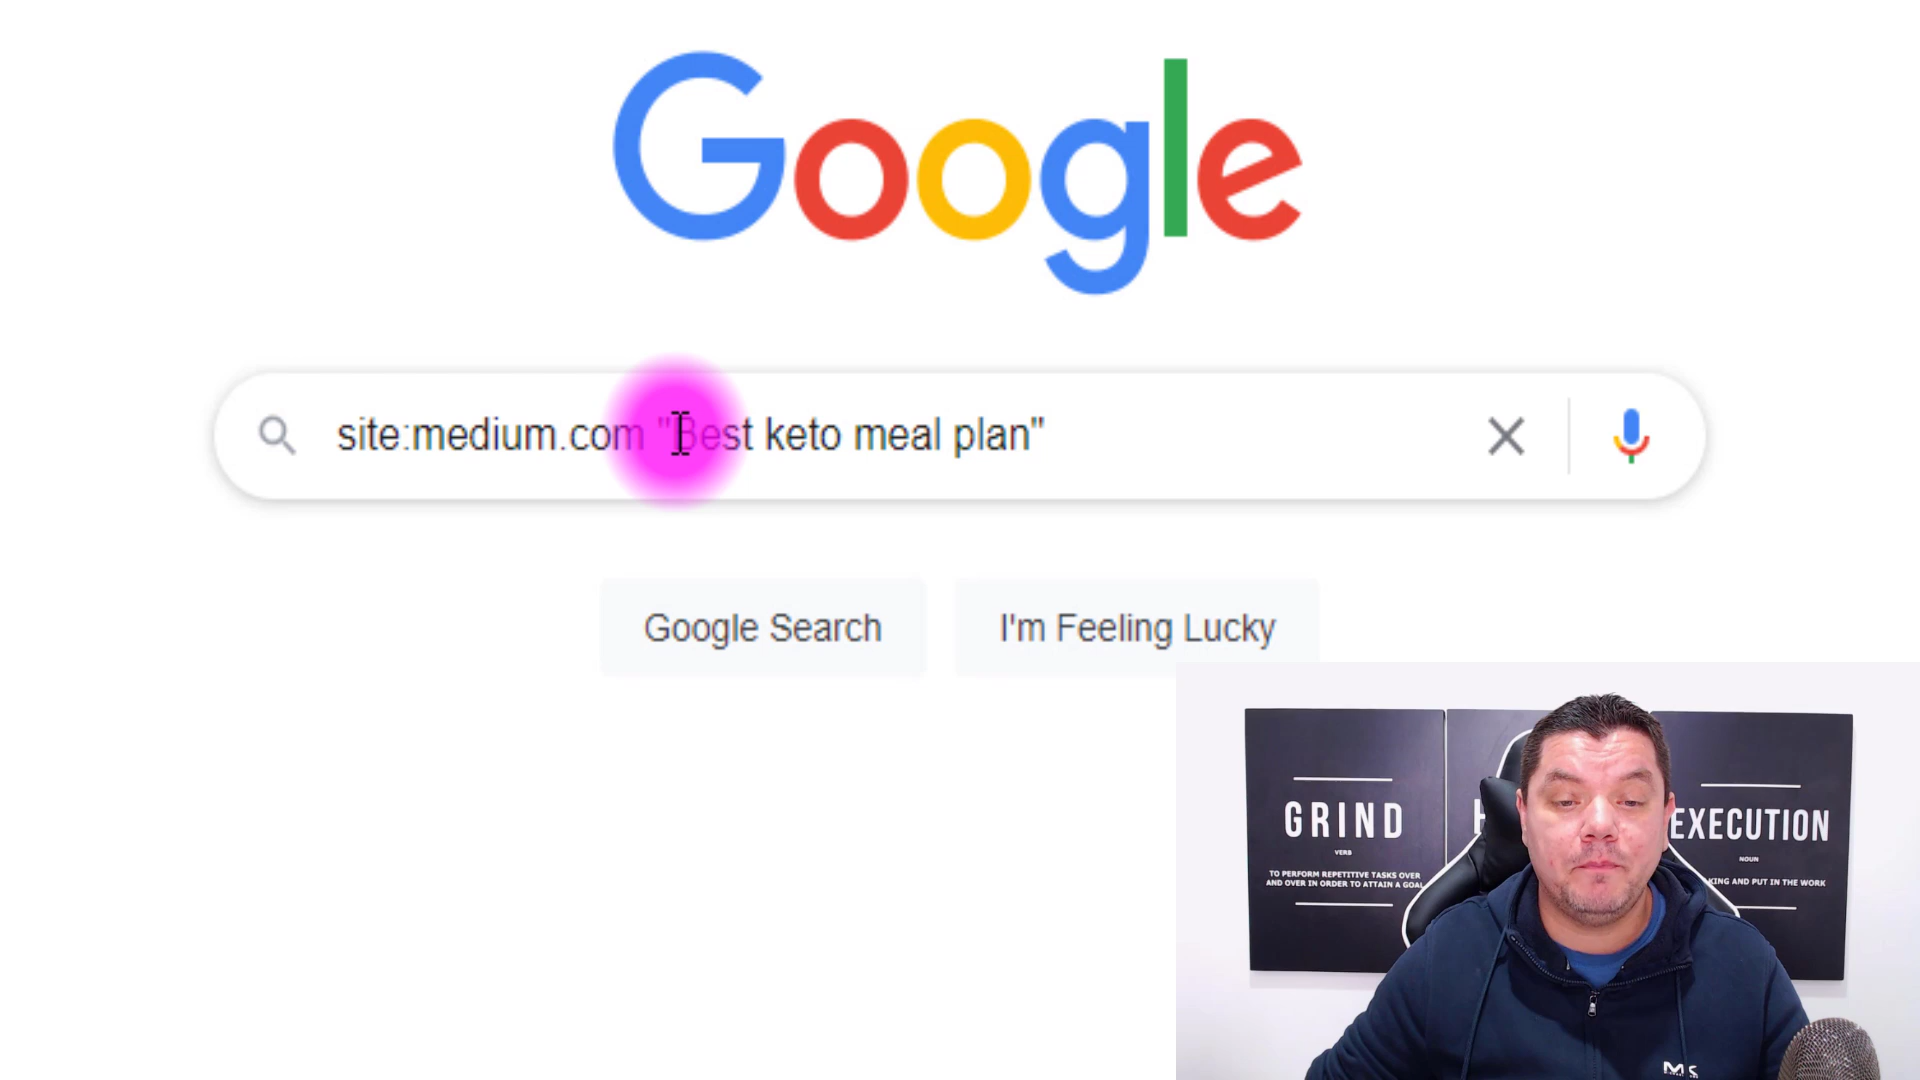 Google
site:medium.com "Best keto meal plan"
Google Search
I'm Feeling Lucky
GRIND
VERB
TO PERFORM REPETITIVE TASKS OVER
AND OVER IN ORDER TO ATTAIN A GOAL
H
EXECUTION
NOUN
KING AND PUT IN THE WORK